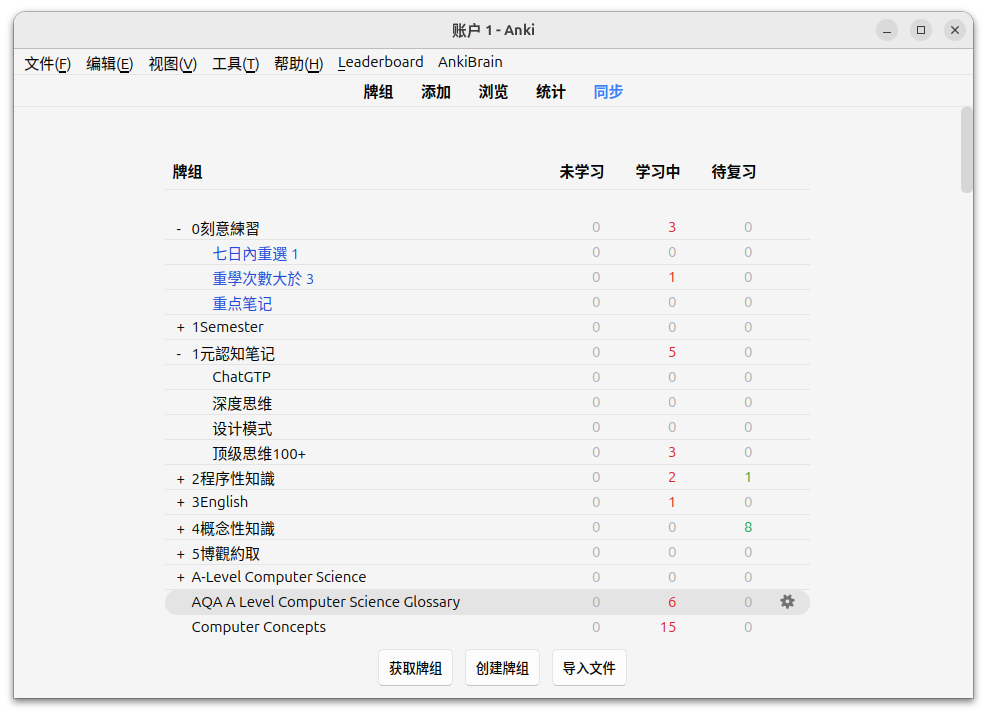 账户 1 - Anki
文件(F) 编辑(E) 视图(V) 工具(T) 帮助(H) Leaderboard AnkiBrain
牌组 添加 浏览 统计 同步
牌组 未学习 学习中 待复习
- 0刻意練習 0 3 0
七日內重選 1 0 0 0
重學次數大於 3 0 1 0
重点笔记 0 0 0
+ 1Semester 0 0 0
- 1元認知笔记 0 5 0
ChatGTP 0 0 0
深度思维 0 0 0
设计模式 0 0 0
顶级思维100+ 0 3 0
+ 2程序性知識 0 2 1
+ 3English 0 1 0
+ 4概念性知識 0 0 8
+ 5博觀約取 0 0 0
+ A-Level Computer Science 0 0 0
AQA A Level Computer Science Glossary 0 6 0
Computer Concepts 0 15 0
获取牌组 创建牌组 导入文件